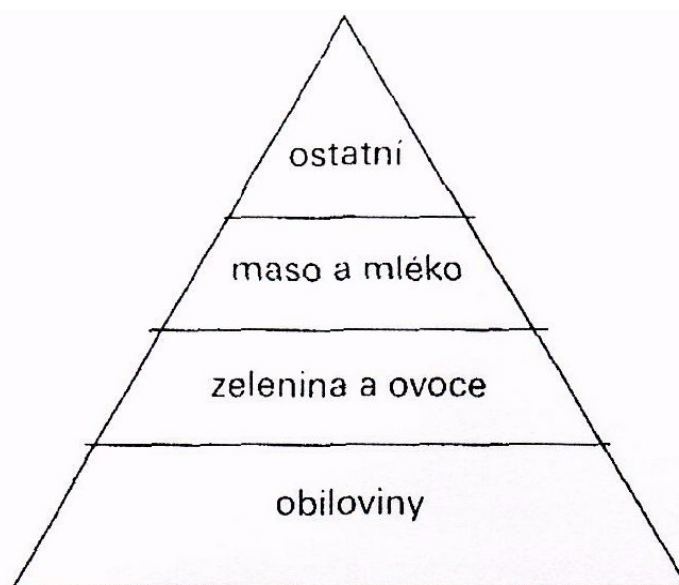 ostatní
maso a mléko
zelenina a ovoce
obiloviny